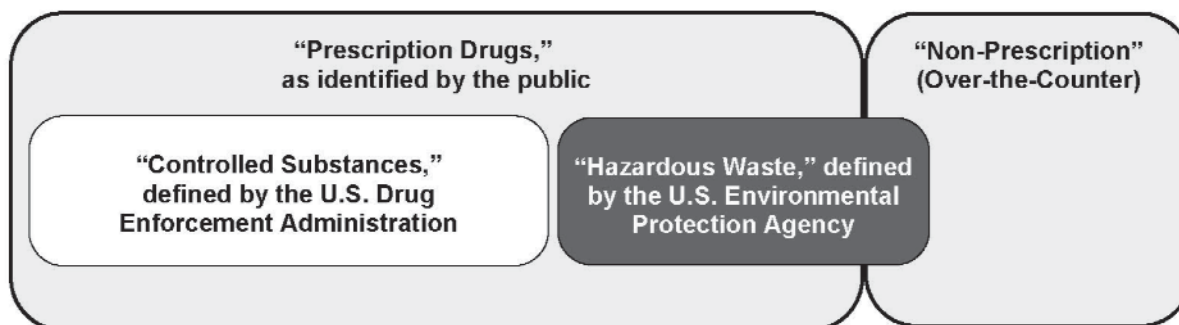 “Prescription Drugs,”
as identified by the public
“Non-Prescription”
(Over-the-Counter)
“Controlled Substances,”
defined by the U.S. Drug
Enforcement Administration
“Hazardous Waste,” defined
by the U.S. Environmental
Protection Agency